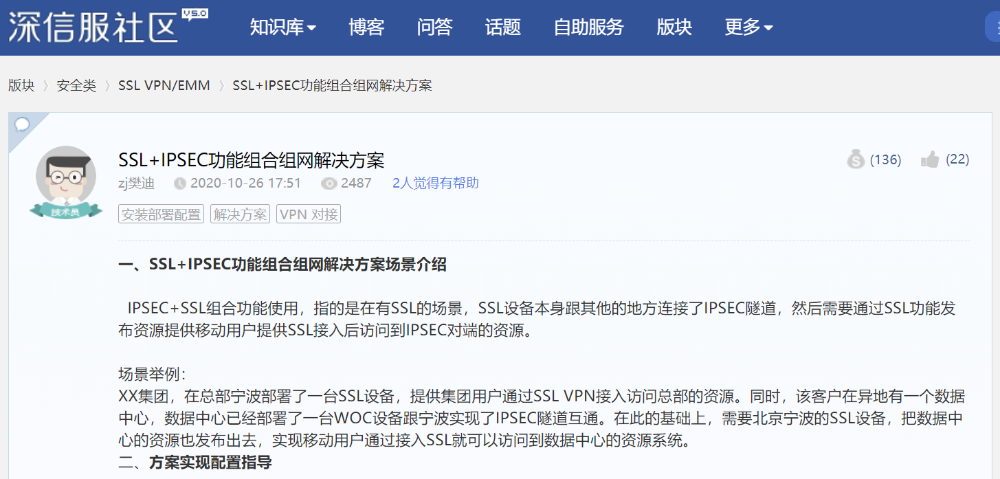 深信服社区 V5.0 知识库 博客 问答 话题 自助服务 版块 更多
版块 安全类 SSL VPN/EMM SSL+IPSEC功能组合组网解决方案
SSL+IPSEC功能组合组网解决方案 (136) (22)
zj樊迪 2020-10-26 17:51 2487 2人觉得有帮助
技术员
安装部署配置 解决方案 VPN 对接
一、SSL+IPSEC功能组合组网解决方案场景介绍
IPSEC+SSL组合功能使用，指的是在有SSL的场景，SSL设备本身跟其他的地方连接了IPSEC隧道，然后需要通过SSL功能发
布资源提供移动用户提供SSL接入后访问到IPSEC对端的资源。
场景举例：
XX集团，在总部宁波部署了一台SSL设备，提供集团用户通过SSL VPN接入访问总部的资源。同时，该客户在异地有一个数据
中心，数据中心已经部署了一台WOC设备跟宁波实现了IPSEC隧道互通。在此的基础上，需要北京宁波的SSL设备，把数据中
心的资源也发布出去，实现移动用户通过接入SSL就可以访问到数据中心的资源系统。
二、方案实现配置指导